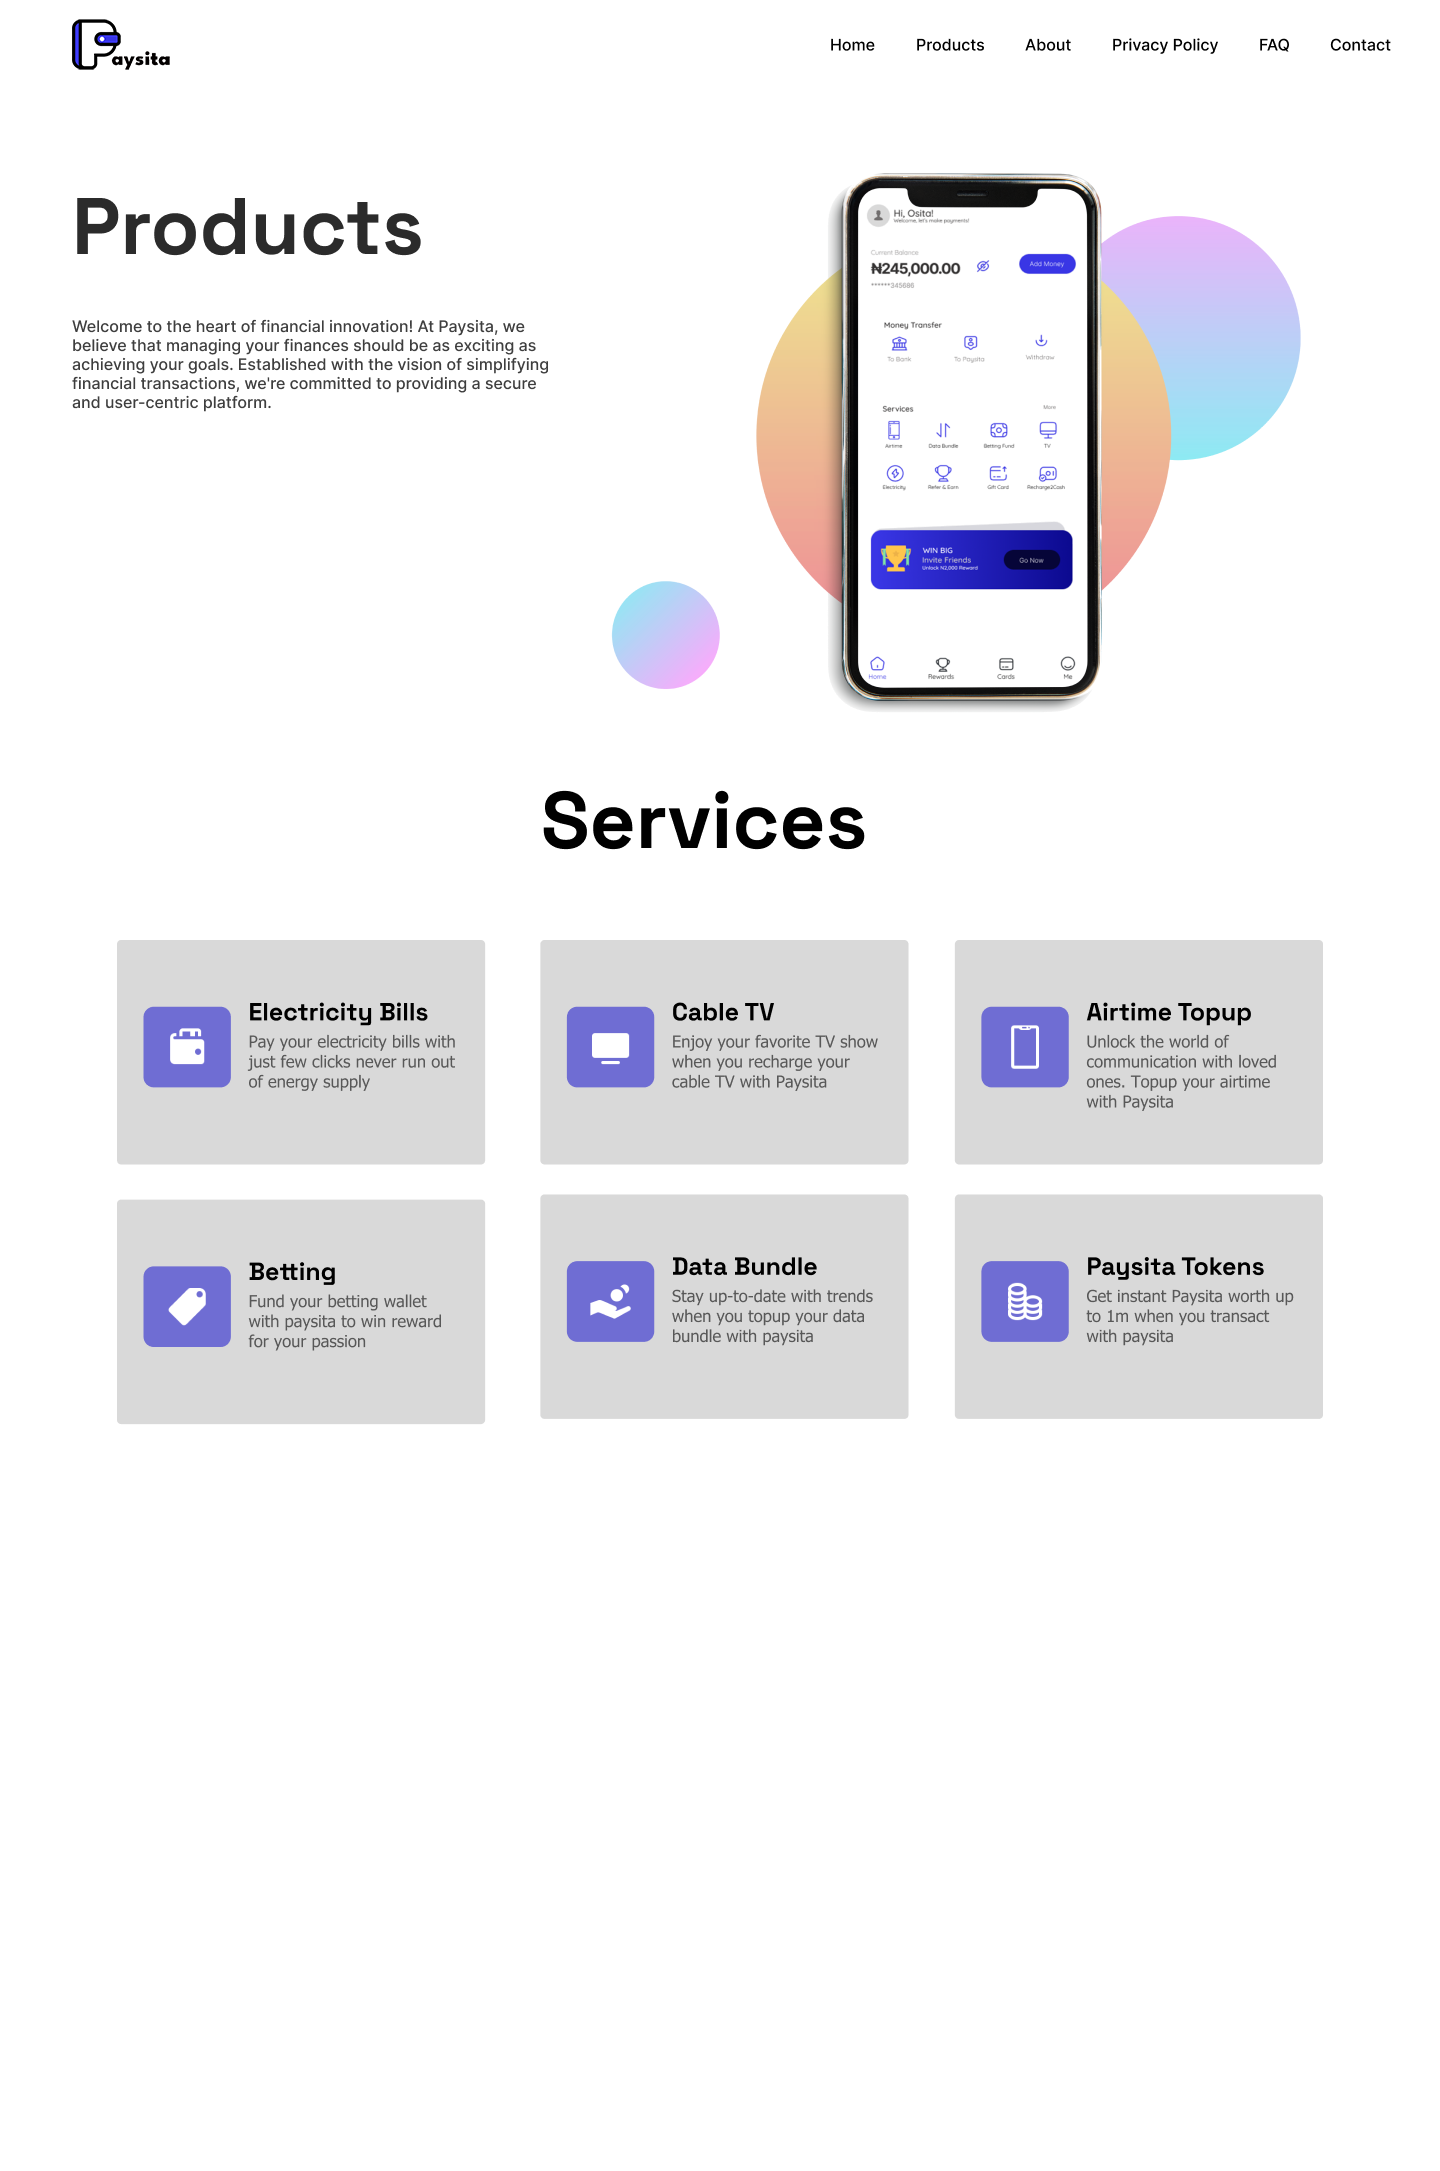 Paysita
Home
Products
About
Privacy Policy
FAQ
Contact
Products
Welcome to the heart of financial innovation! At Paysita, we
believe that managing your finances should be as exciting as
achieving your goals. Established with the vision of simplifying
financial transactions, we're committed to providing a secure
and user-centric platform.
Hi, Osita!
Welcome, let's make payments!
Current Balance
₦245,000.00
Add Money
******345686
Money Transfer
To Bank
To Paysita
Withdraw
Services
More
Airtime
Data Bundle
Betting Fund
TV
Electricity
Refer & Earn
Gift Card
Recharge2Cash
WIN BIG
Invite Friends
Unlock N2,000 Reward
Go Now
Home
Rewards
Cards
Me
Services
Electricity Bills
Pay your electricity bills with
just few clicks never run out
of energy supply
Cable TV
Enjoy your favorite TV show
when you recharge your
cable TV with Paysita
Airtime Topup
Unlock the world of
communication with loved
ones. Topup your airtime
with Paysita
Betting
Fund your betting wallet
with paysita to win reward
for your passion
Data Bundle
Stay up-to-date with trends
when you topup your data
bundle with paysita
Paysita Tokens
Get instant Paysita worth up
to 1m when you transact
with paysita